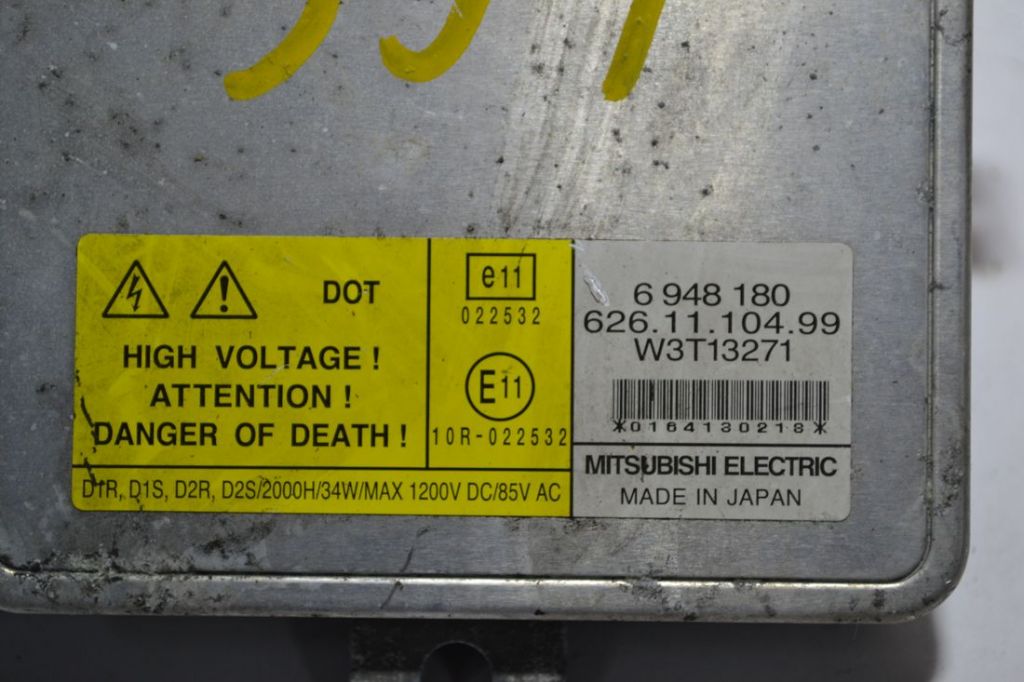 DOT
HIGH VOLTAGE !
ATTENTION !
DANGER OF DEATH !
D1R, D1S, D2R, D2S/2000H/34W/MAX 1200V DC/85V AC
e11
022532
E11
10R-022532
6 948 180
626.11.104.99
W3T13271
*0164130218*
MITSUBISHI ELECTRIC
MADE IN JAPAN